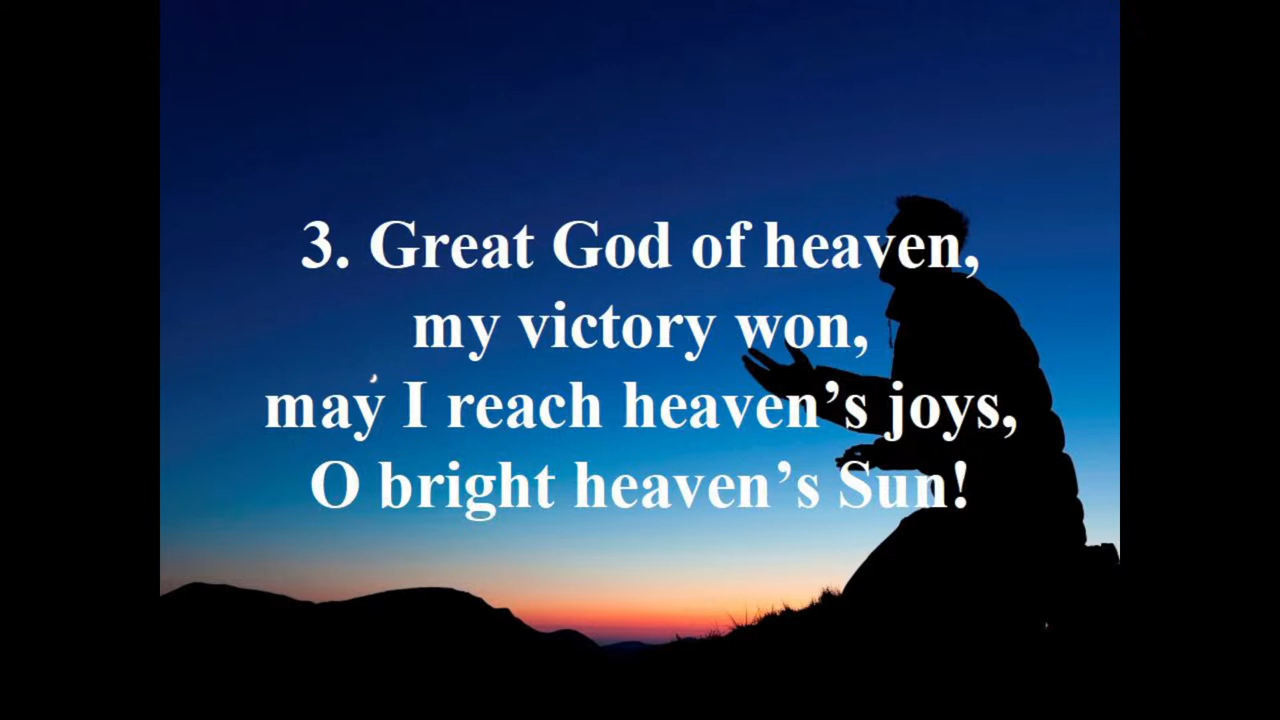 3. Great God of heaven,
my victory won,
may I reach heaven’s joys,
O bright heaven’s Sun!